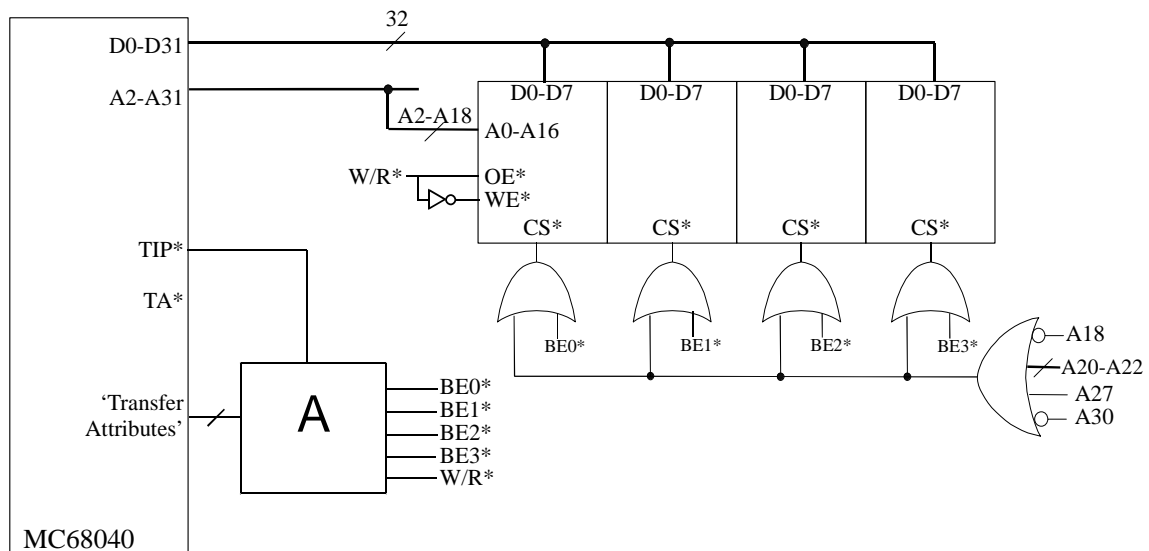 32
D0-D31
A2-A31
D0-D7 D0-D7 D0-D7 D0-D7
A2-A18
A0-A16
W/R*
OE*
WE*
CS* CS* CS* CS*
TIP*
TA*
BE0* BE1* BE2* BE3*
A18
A20-A22
A27
A30
‘Transfer
Attributes’
A
BE0*
BE1*
BE2*
BE3*
W/R*
MC68040